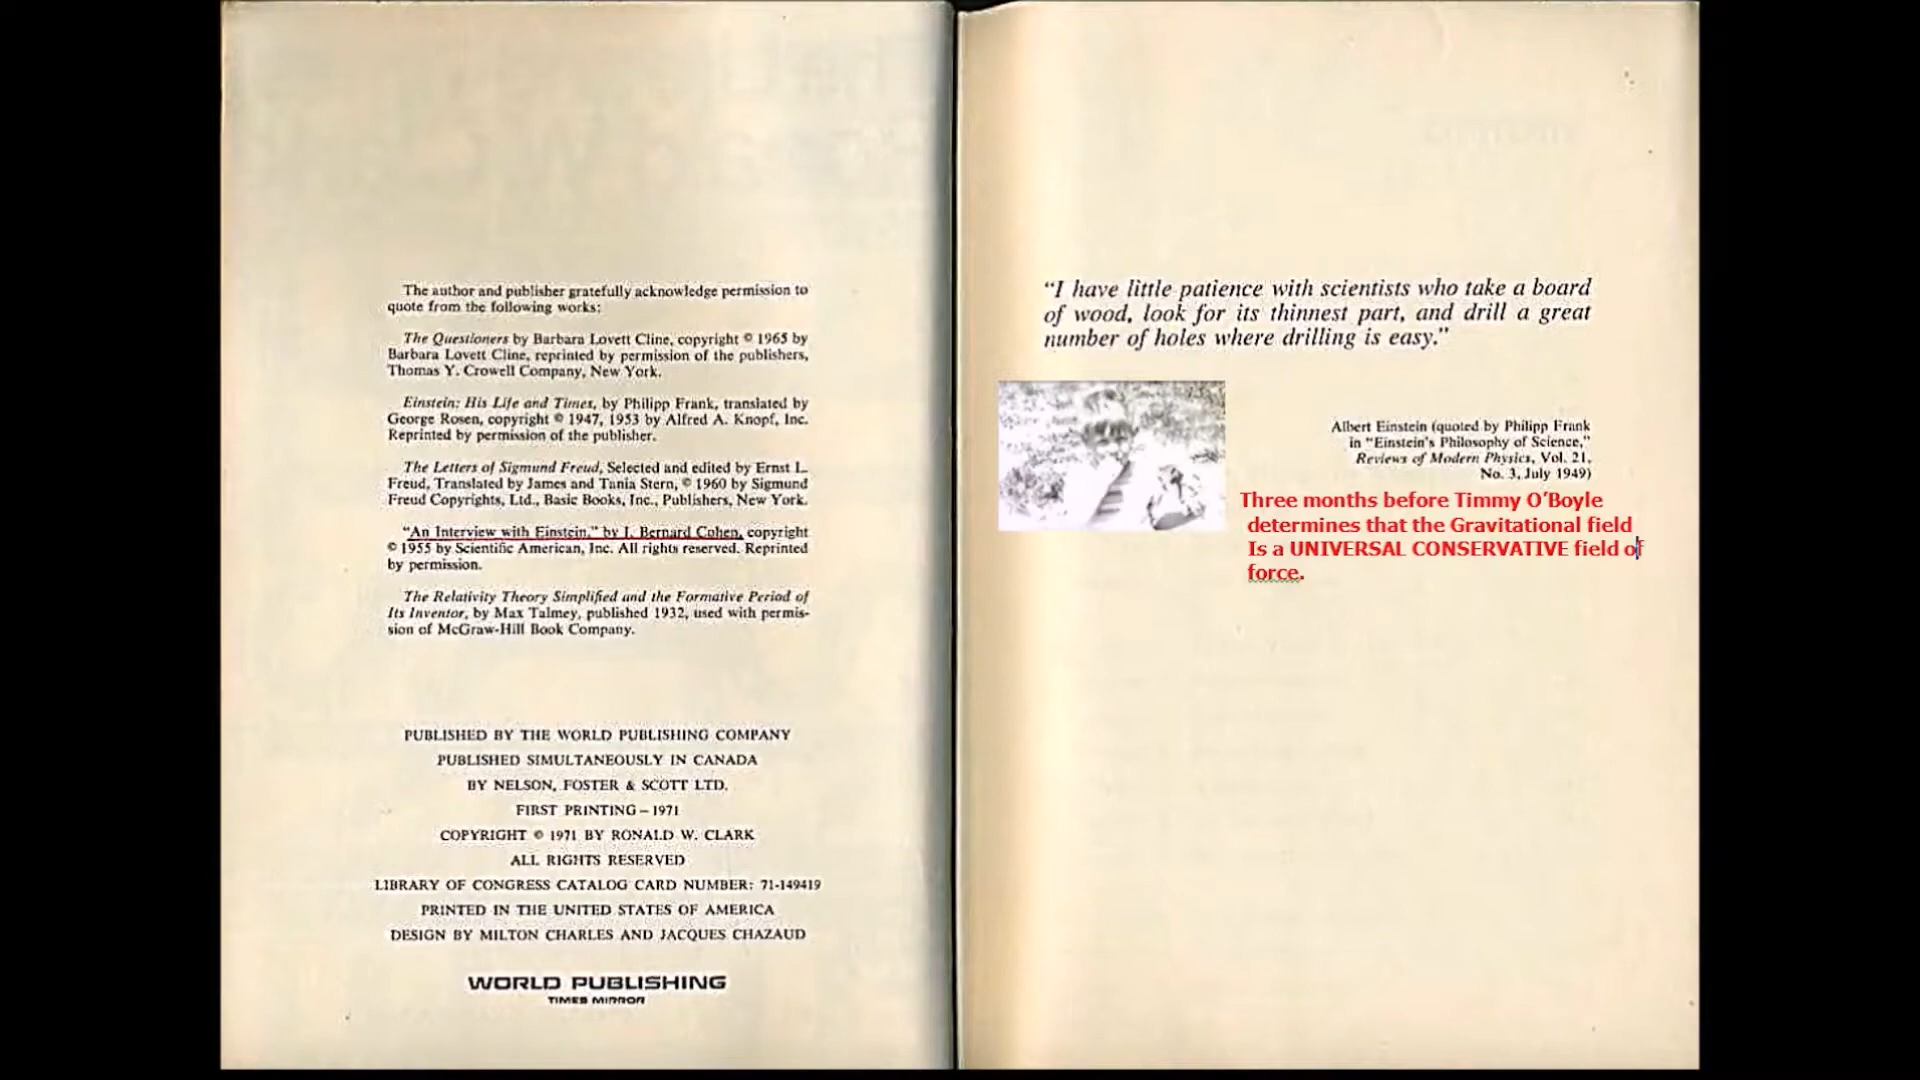 The author and publisher gratefully acknowledge permission to
quote from the following works:
The Questioners by Barbara Lovett Cline, copyright © 1965 by
Barbara Lovett Cline, reprinted by permission of the publishers,
Thomas Y. Crowell Company, New York.
Einstein: His Life and Times, by Philipp Frank, translated by
George Rosen, copyright © 1947, 1953 by Alfred A. Knopf, Inc.
Reprinted by permission of the publisher.
The Letters of Sigmund Freud, Selected and edited by Ernst L.
Freud, Translated by James and Tania Stern, © 1960 by Sigmund
Freud Copyrights, Ltd., Basic Books, Inc., Publishers, New York.
"An Interview with Einstein," by I. Bernard Cohen, copyright
© 1955 by Scientific American, Inc. All rights reserved. Reprinted
by permission.
The Relativity Theory Simplified and the Formative Period of
Its Inventor, by Max Talmey, published 1932, used with permis-
sion of McGraw-Hill Book Company.
PUBLISHED BY THE WORLD PUBLISHING COMPANY
PUBLISHED SIMULTANEOUSLY IN CANADA
BY NELSON, FOSTER & SCOTT LTD.
FIRST PRINTING – 1971
COPYRIGHT © 1971 BY RONALD W. CLARK
ALL RIGHTS RESERVED
LIBRARY OF CONGRESS CATALOG CARD NUMBER: 71-149419
PRINTED IN THE UNITED STATES OF AMERICA
DESIGN BY MILTON CHARLES AND JACQUES CHAZAUD
WORLD PUBLISHING
TIMES MIRROR
"I have little patience with scientists who take a board
of wood, look for its thinnest part, and drill a great
number of holes where drilling is easy."
Albert Einstein (quoted by Philipp Frank
in "Einstein's Philosophy of Science,"
Reviews of Modern Physics, Vol. 21,
No. 3, July 1949)
Three months before Timmy O'Boyle
determines that the Gravitational field
Is a UNIVERSAL CONSERVATIVE field of
force.